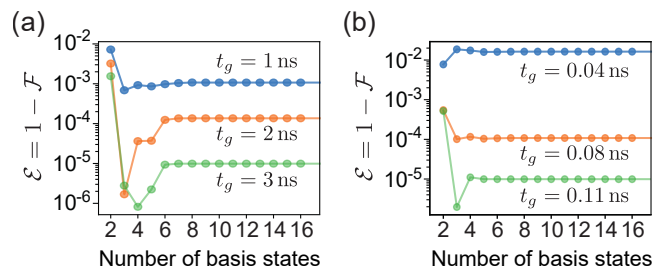 (a)
10⁻²
10⁻³
10⁻⁴
10⁻⁵
10⁻⁶
ℰ = 1 − ℱ
t_g = 1 ns
t_g = 2 ns
t_g = 3 ns
2 4 6 8 10 12 14 16
Number of basis states
(b)
10⁻²
10⁻³
10⁻⁴
10⁻⁵
ℰ = 1 − ℱ
t_g = 0.04 ns
t_g = 0.08 ns
t_g = 0.11 ns
2 4 6 8 10 12 14 16
Number of basis states